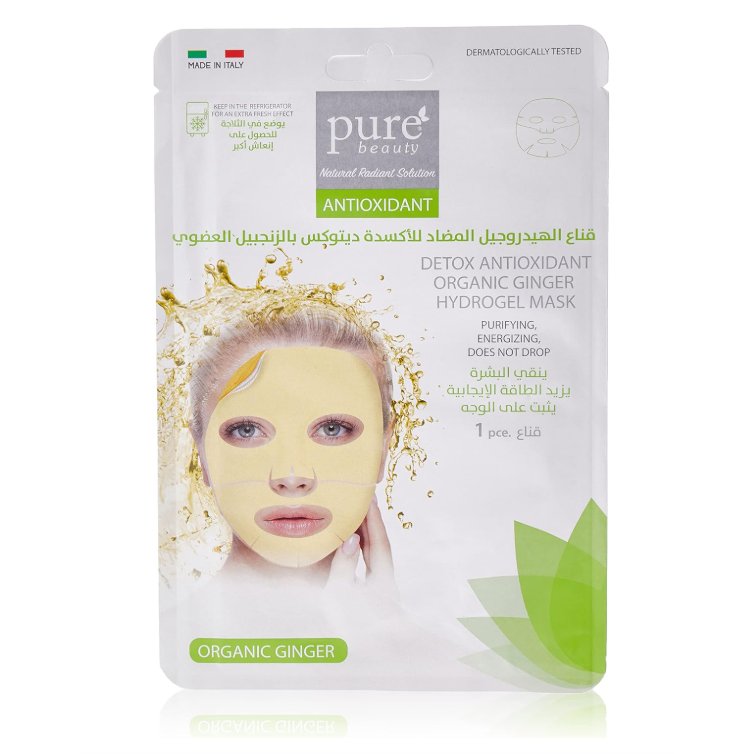 MADE IN ITALY
DERMATOLOGICALLY TESTED
KEEP IN THE REFRIGERATOR
FOR AN EXTRA FRESH EFFECT
يوضع في الثلاجة
للحصول على
إنعاش أكبر
pure
beauty
Natural Radiant Solution
ANTIOXIDANT
قناع الهيدروجيل المضاد للأكسدة ديتوكس بالزنجبيل العضوي
DETOX ANTIOXIDANT
ORGANIC GINGER
HYDROGEL MASK
PURIFYING,
ENERGIZING,
DOES NOT DROP
ينقي البشرة
يزيد الطاقة الإيجابية
يثبت على الوجه
1 pce. قناع
ORGANIC GINGER